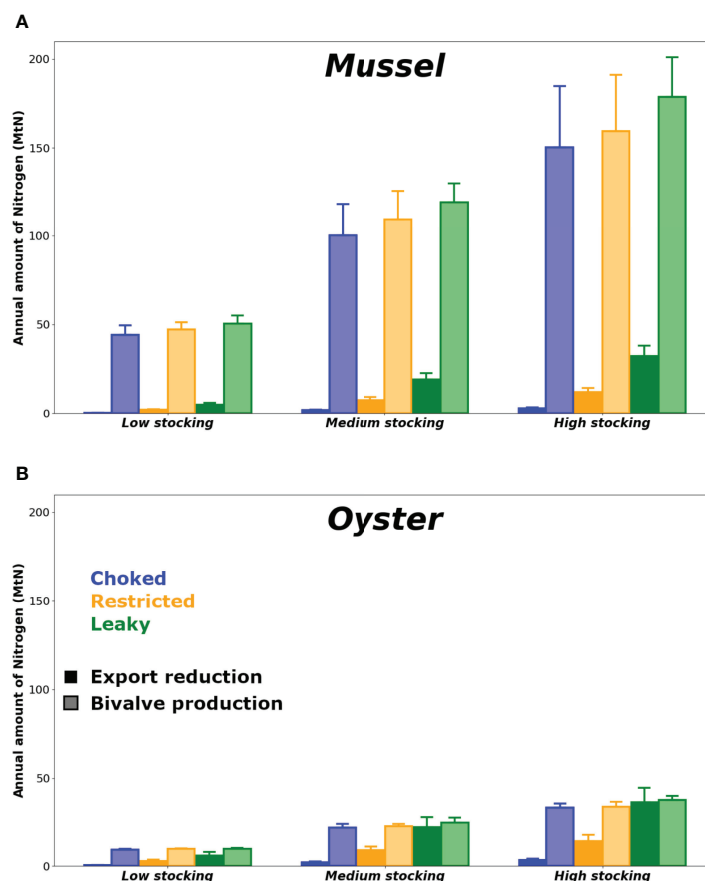 A
Mussel
200
150
100
50
0
Annual amount of Nitrogen (MtN)
Low stocking
Medium stocking
High stocking
B
Oyster
200
150
100
50
0
Annual amount of Nitrogen (MtN)
Choked
Restricted
Leaky
Export reduction
Bivalve production
Low stocking
Medium stocking
High stocking